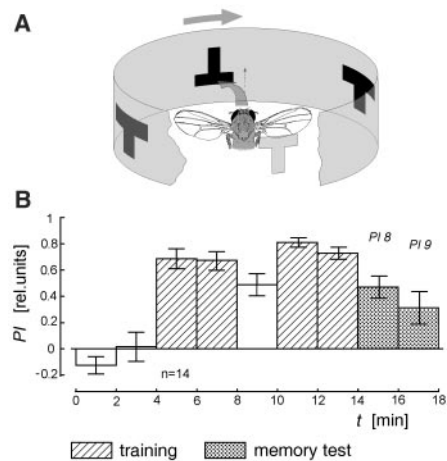 A
B
PI [rel.units]
1
0.8
0.6
0.4
0.2
0
-0.2
PI 8
PI 9
n=14
0 2 4 6 8 10 12 14 16 18
t [min]
training
memory test